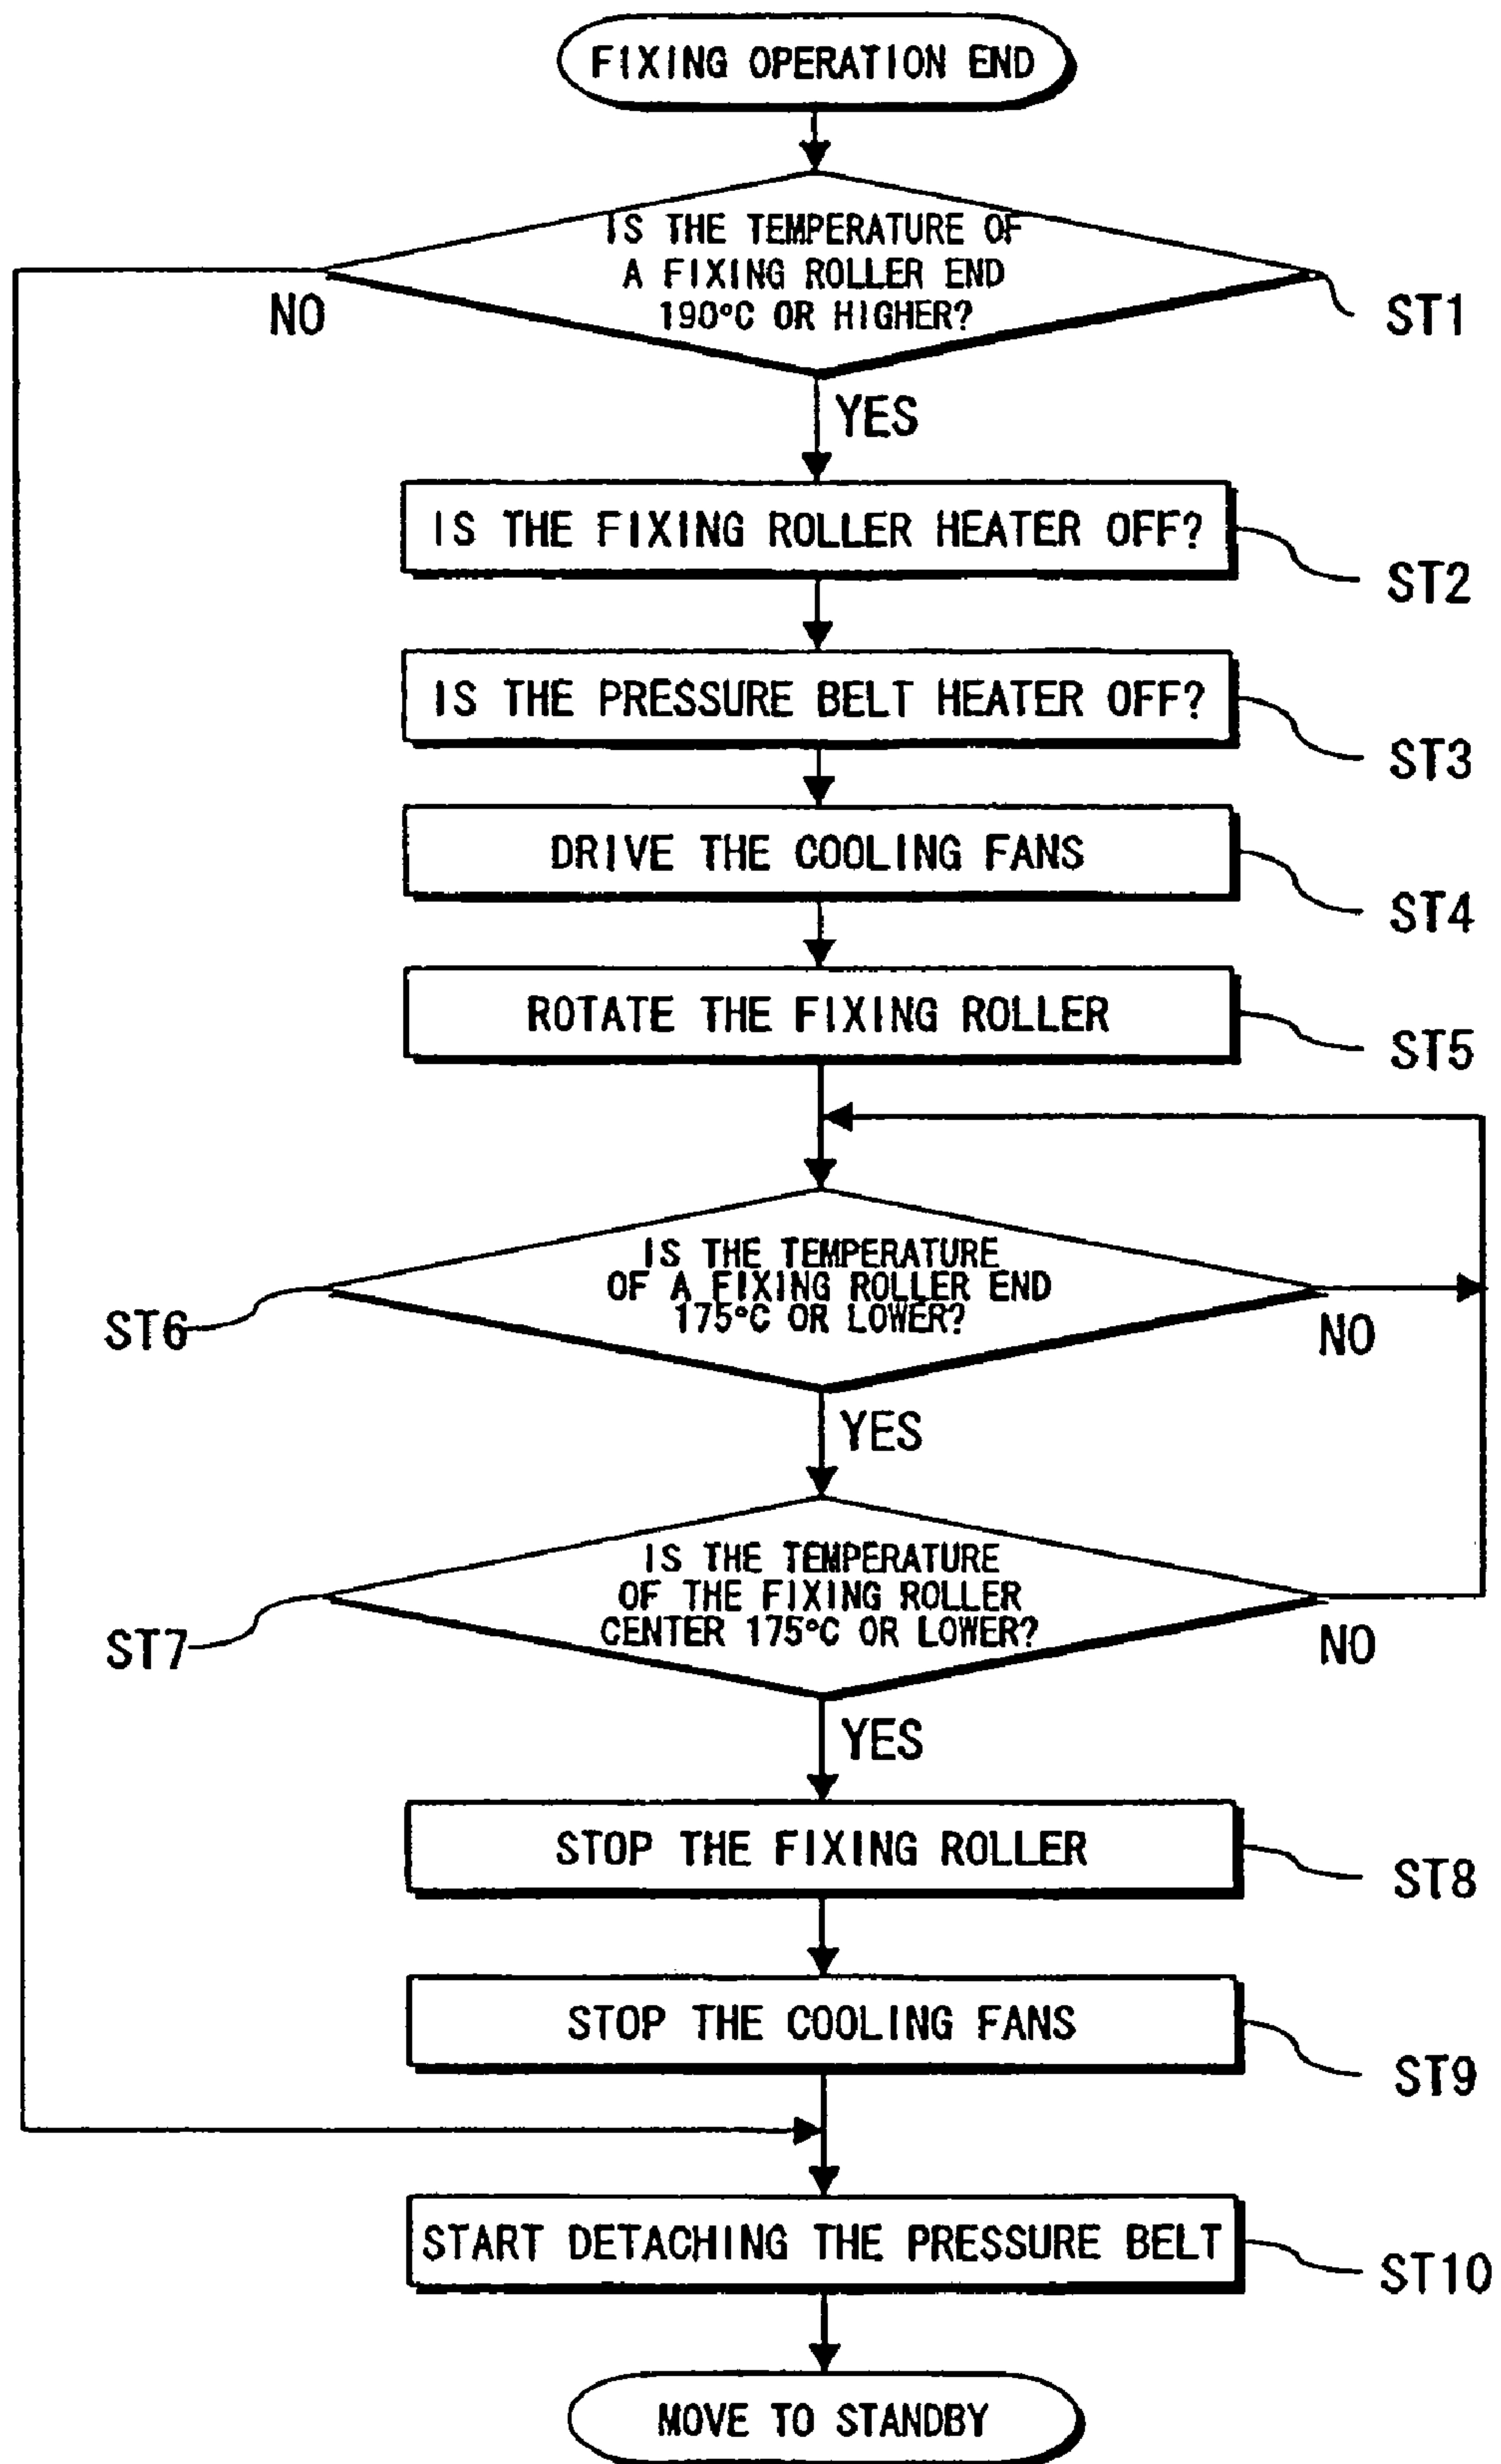 FIXING OPERATION END
IS THE TEMPERATURE OF
A FIXING ROLLER END
190°C OR HIGHER?
NO
ST1
YES
IS THE FIXING ROLLER HEATER OFF?
ST2
IS THE PRESSURE BELT HEATER OFF?
ST3
DRIVE THE COOLING FANS
ST4
ROTATE THE FIXING ROLLER
ST5
IS THE TEMPERATURE
OF A FIXING ROLLER END
175°C OR LOWER?
ST6
NO
YES
IS THE TEMPERATURE
OF THE FIXING ROLLER
CENTER 175°C OR LOWER?
ST7
NO
YES
STOP THE FIXING ROLLER
ST8
STOP THE COOLING FANS
ST9
START DETACHING THE PRESSURE BELT
ST10
MOVE TO STANDBY